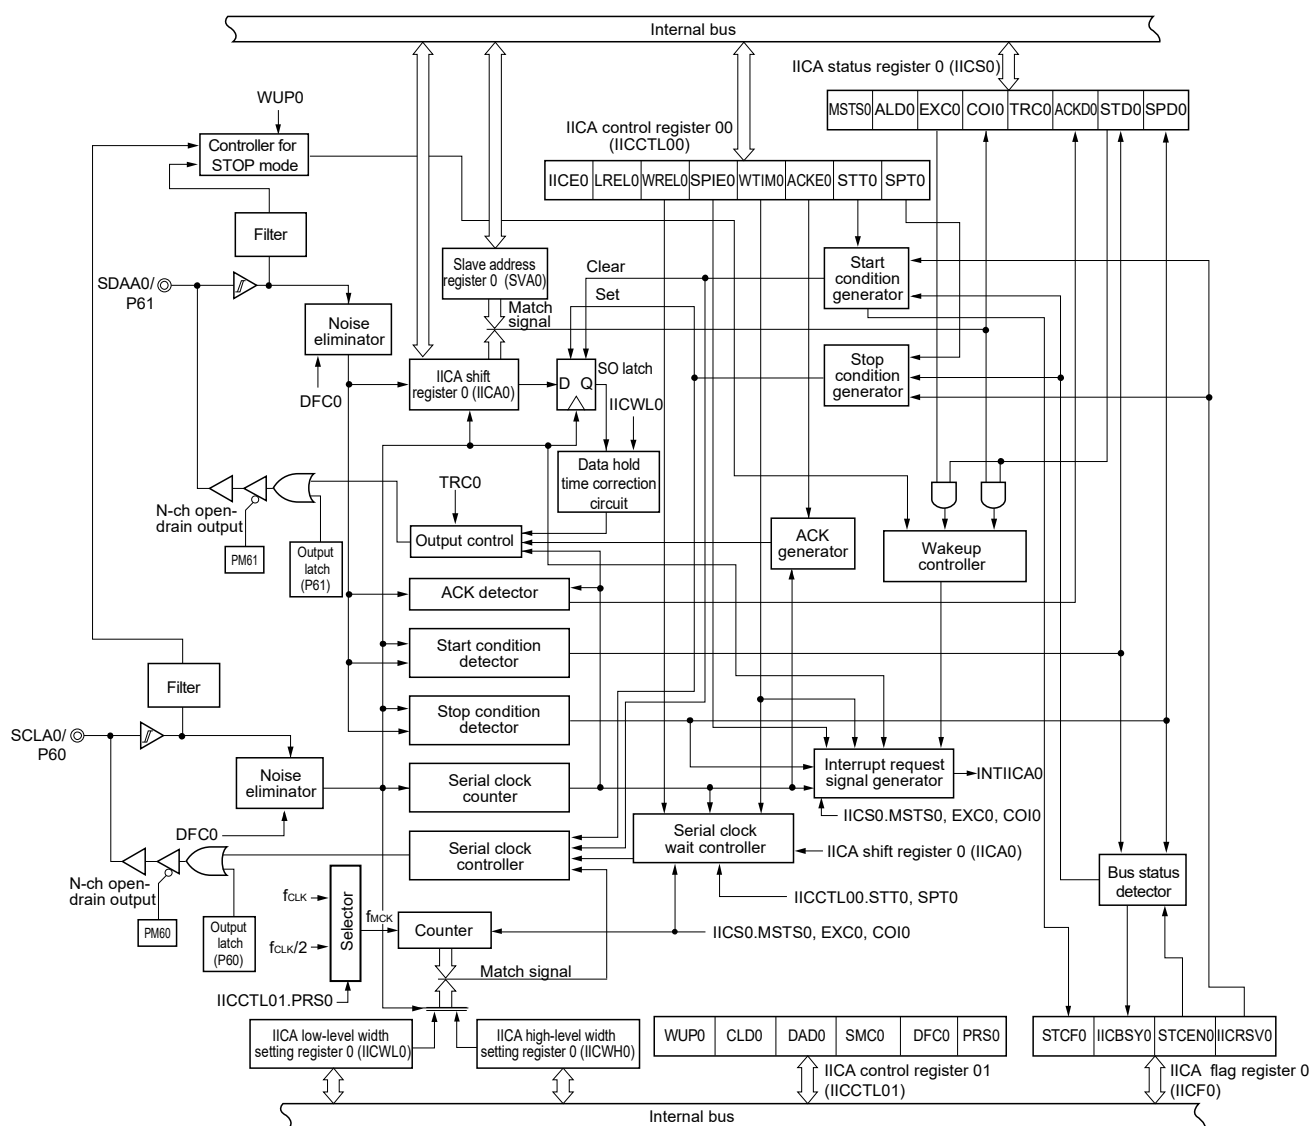 Internal bus
IICA status register 0 (IICS0)
WUP0
MSTS0 ALD0 EXC0 COI0 TRC0 ACKD0 STD0 SPD0
IICA control register 00
(IICCTL00)
Controller for
STOP mode
IICE0 LREL0 WREL0 SPIE0 WTIM0 ACKE0 STT0 SPT0
Filter
Slave address
register 0 (SVA0)
Clear
Start
condition
generator
SDAA0/
P61
Set
Match
signal
Noise
eliminator
Stop
condition
generator
IICA shift
register 0 (IICA0)
SO latch
D Q
DFC0
IICWL0
Data hold
time correction
circuit
TRC0
N-ch open-
drain output
PM61
Output
latch
(P61)
Output control
ACK
generator
Wakeup
controller
ACK detector
Start condition
detector
Filter
Stop condition
detector
SCLA0/
P60
Noise
eliminator
Serial clock
counter
Interrupt request
signal generator
INTIICA0
IICS0.MSTS0, EXC0, COI0
DFC0
Serial clock
controller
Serial clock
wait controller
IICA shift register 0 (IICA0)
N-ch open-
drain output
PM60
Output
latch
(P60)
fCLK
fCLK/2
Selector
fMCK
Counter
IICCTL00.STT0, SPT0
IICS0.MSTS0, EXC0, COI0
Bus status
detector
Match signal
IICCTL01.PRS0
IICA low-level width
setting register 0 (IICWL0)
IICA high-level width
setting register 0 (IICWH0)
WUP0 CLD0 DAD0 SMC0 DFC0 PRS0
STCF0 IICBSY0 STCEN0 IICRSV0
IICA control register 01
(IICCTL01)
IICA flag register 0
(IICF0)
Internal bus